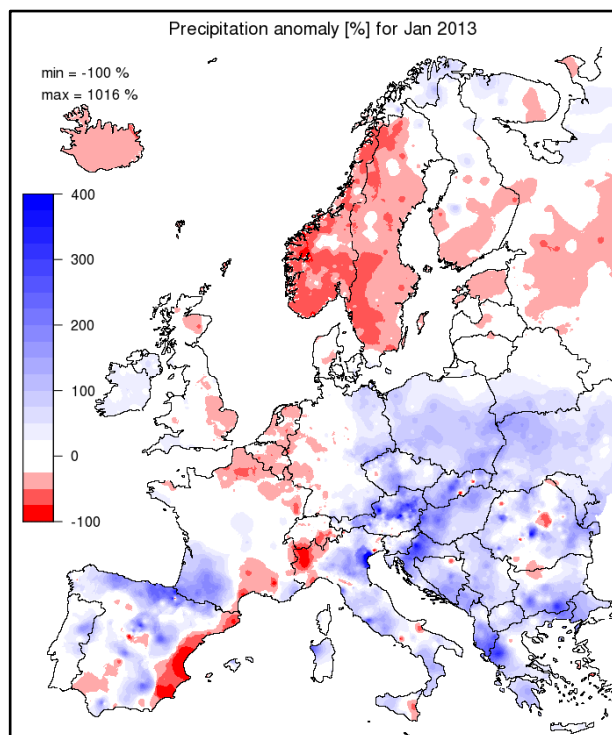 Precipitation anomaly [%] for Jan 2013
min = -100 %
max = 1016 %
400
300
200
100
0
-100